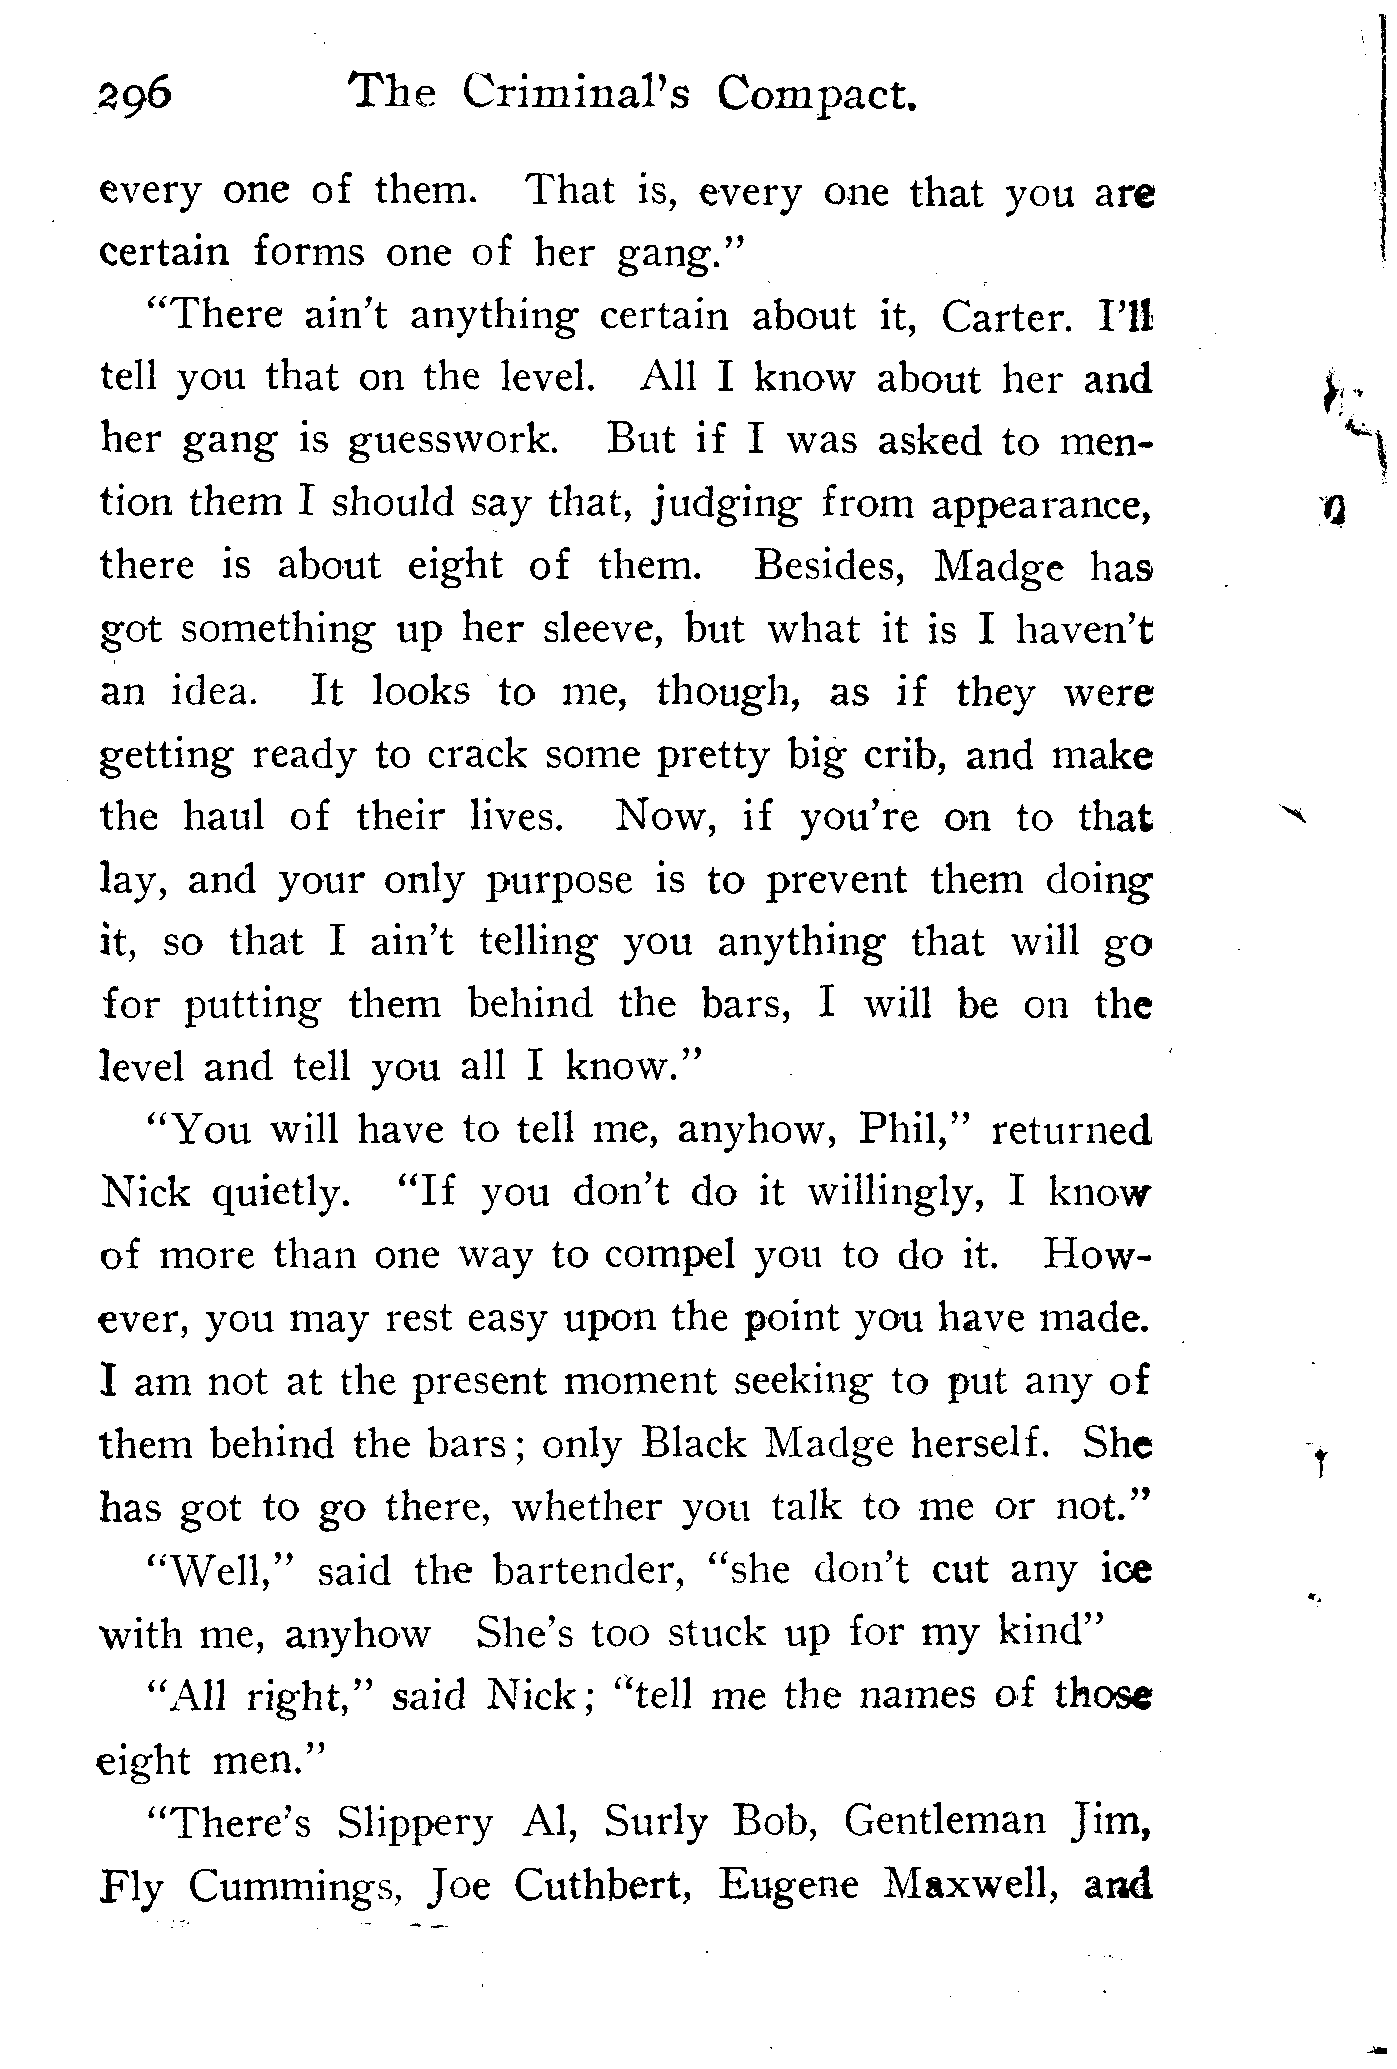 296 The Criminal's Compact.
every one of them. That is, every one that you are
certain forms one of her gang."
"There ain't anything certain about it, Carter. I'll
tell you that on the level. All I know about her and
her gang is guesswork. But if I was asked to men-
tion them I should say that, judging from appearance,
there is about eight of them. Besides, Madge has
got something up her sleeve, but what it is I haven't
an idea. It looks to me, though, as if they were
getting ready to crack some pretty big crib, and make
the haul of their lives. Now, if you're on to that
lay, and your only purpose is to prevent them doing
it, so that I ain't telling you anything that will go
for putting them behind the bars, I will be on the
level and tell you all I know."
"You will have to tell me, anyhow, Phil," returned
Nick quietly. "If you don't do it willingly, I know
of more than one way to compel you to do it. How-
ever, you may rest easy upon the point you have made.
I am not at the present moment seeking to put any of
them behind the bars; only Black Madge herself. She
has got to go there, whether you talk to me or not."
"Well," said the bartender, "she don't cut any ice
with me, anyhow She's too stuck up for my kind"
"All right," said Nick; "tell me the names of those
eight men."
"There's Slippery Al, Surly Bob, Gentleman Jim,
Fly Cummings, Joe Cuthbert, Eugene Maxwell, and